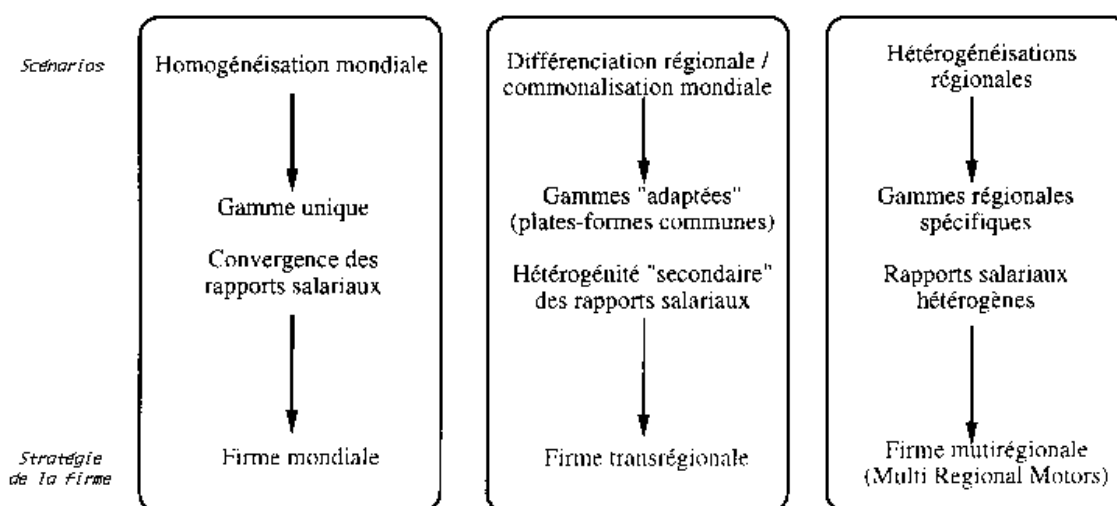 Scénarios
Homogénéisation mondiale
Gamme unique
Convergence des
rapports salariaux
Firme mondiale
Différenciation régionale /
commonalisation mondiale
Gammes "adaptées"
(plates-formes communes)
Hétérogénité "secondaire"
des rapports salariaux
Firme transrégionale
Hétérogénéisations
régionales
Gammes régionales
spécifiques
Rapports salariaux
hétérogènes
Firme mutirégionale
(Multi Regional Motors)
Stratégie
de la firme